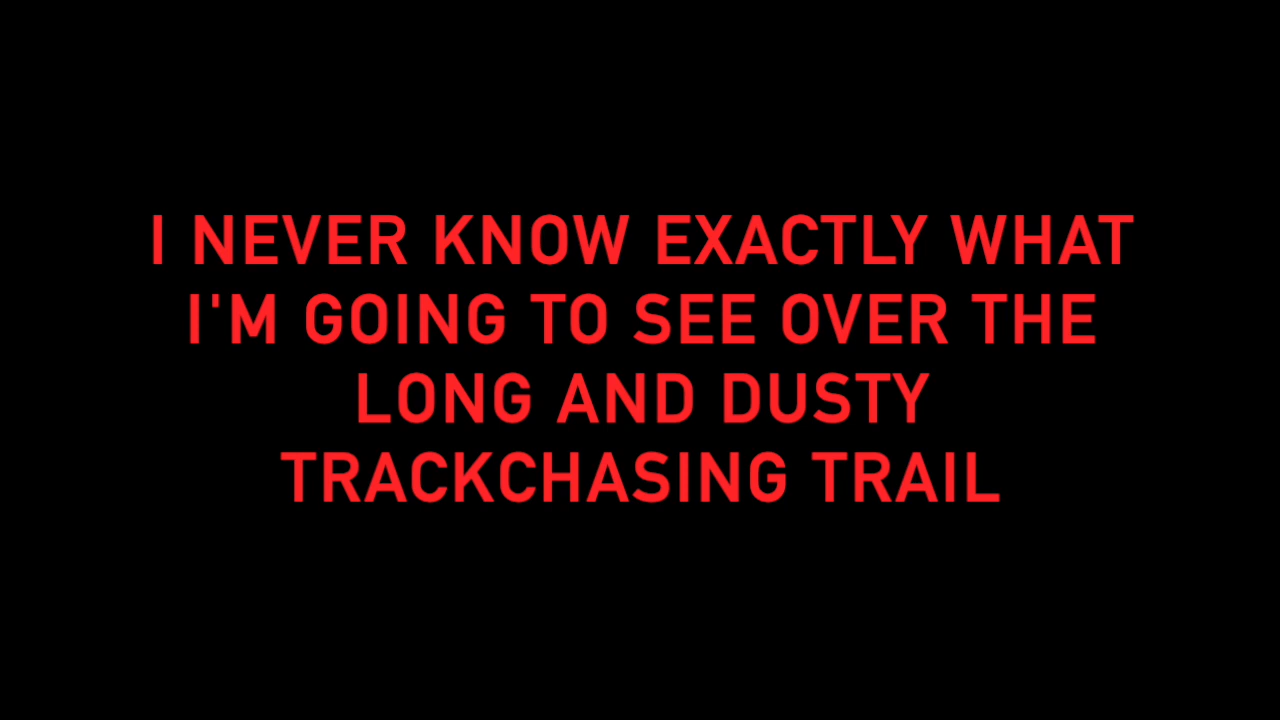 I NEVER KNOW EXACTLY WHAT
I'M GOING TO SEE OVER THE
LONG AND DUSTY
TRACKCHASING TRAIL